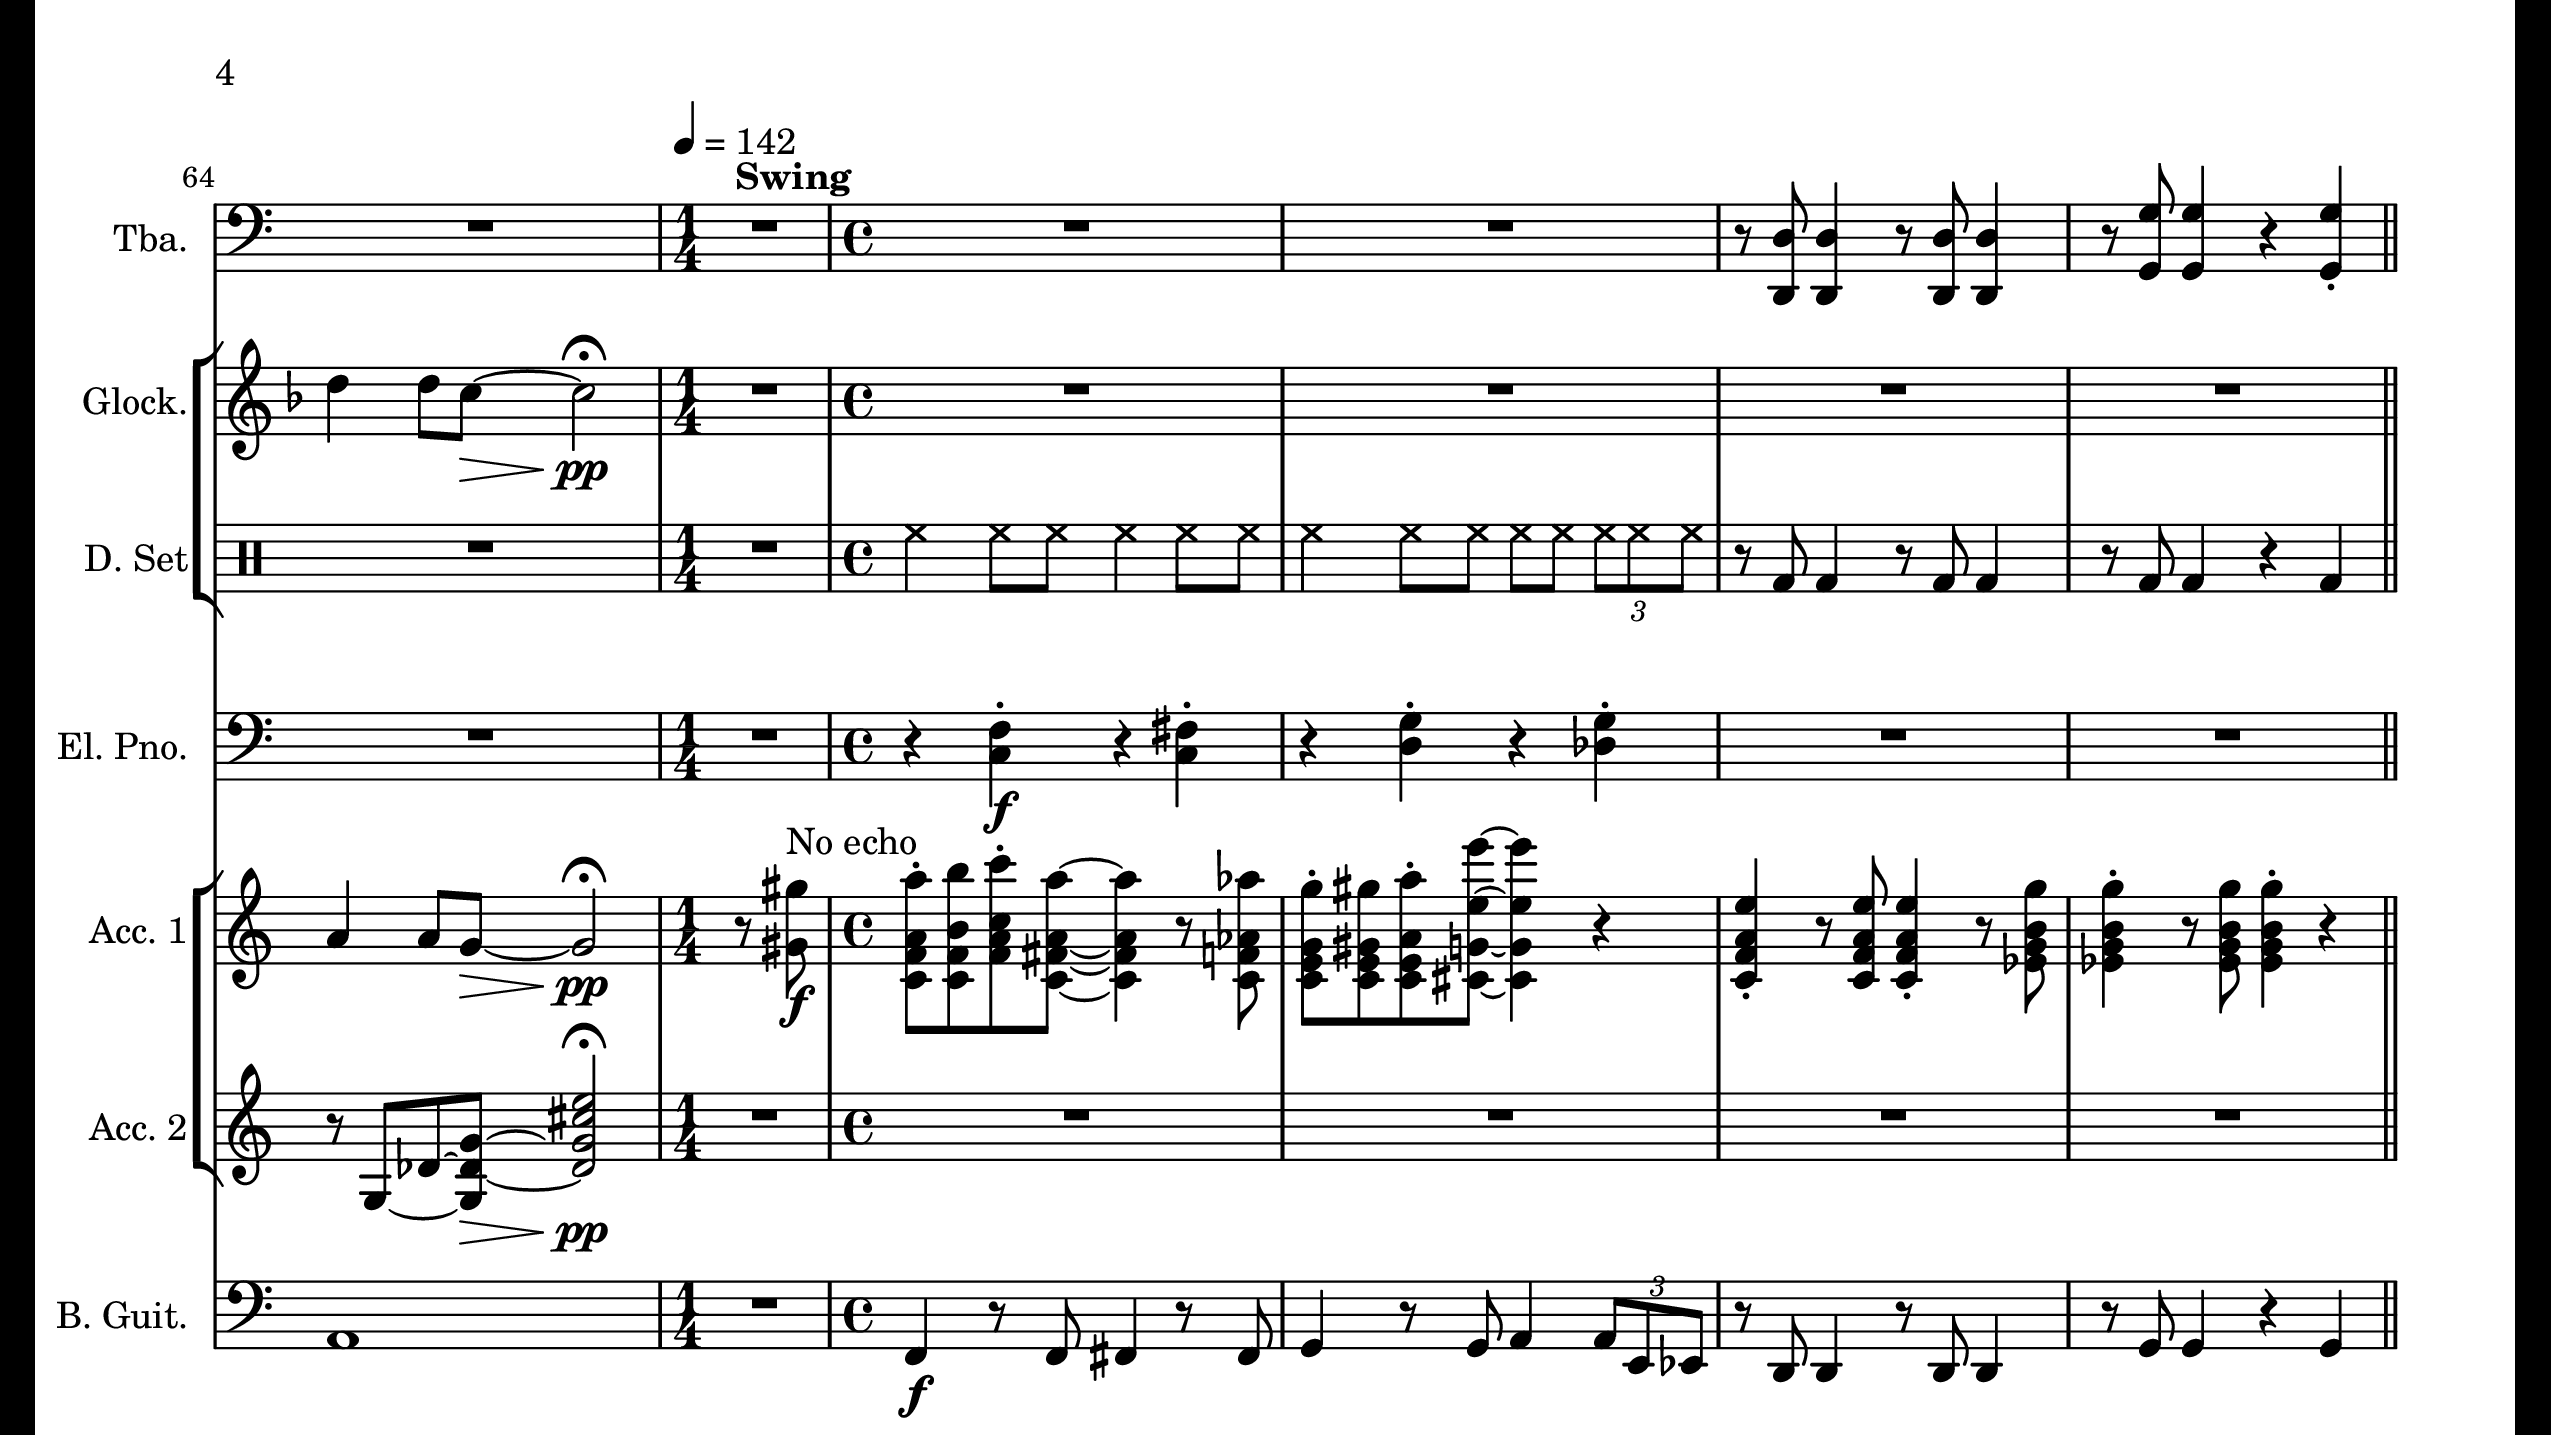 4
= 142
Swing
64
Tba.
Glock.
pp
D. Set
3
El. Pno.
f
No echo
Acc. 1
pp
f
Acc. 2
pp
3
B. Guit.
f